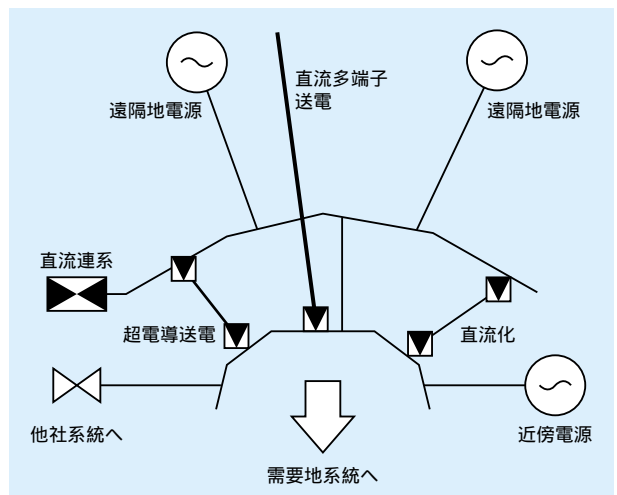 直流多端子
送電
遠隔地電源
遠隔地電源
直流連系
超電導送電
直流化
他社系統へ
近傍電源
需要地系統へ